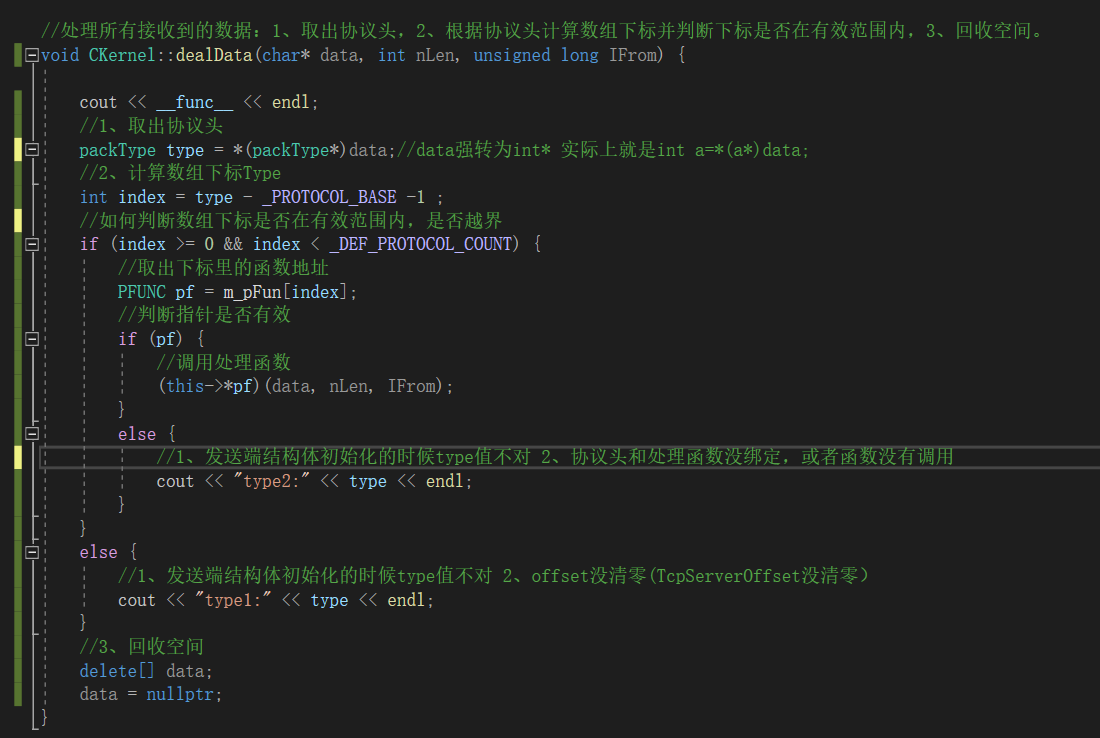 //处理所有接收到的数据：1、取出协议头，2、根据协议头计算数组下标并判断下标是否在有效范围内，3、回收空间。
void CKernel::dealData(char* data, int nLen, unsigned long IFrom) {
cout << __func__ << endl;
//1、取出协议头
packType type = *(packType*)data;//data强转为int* 实际上就是int a=*(a*)data;
//2、计算数组下标Type
int index = type - _PROTOCOL_BASE -1 ;
//如何判断数组下标是否在有效范围内，是否越界
if (index >= 0 && index < _DEF_PROTOCOL_COUNT) {
//取出下标里的函数地址
PFUNC pf = m_pFun[index];
//判断指针是否有效
if (pf) {
//调用处理函数
(this->*pf)(data, nLen, IFrom);
}
else {
//1、发送端结构体初始化的时候type值不对 2、协议头和处理函数没绑定，或者函数没有调用
cout << "type2:" << type << endl;
}
}
else {
//1、发送端结构体初始化的时候type值不对 2、offset没清零(TcpServerOffset没清零）
cout << "type1:" << type << endl;
}
//3、回收空间
delete[] data;
data = nullptr;
}